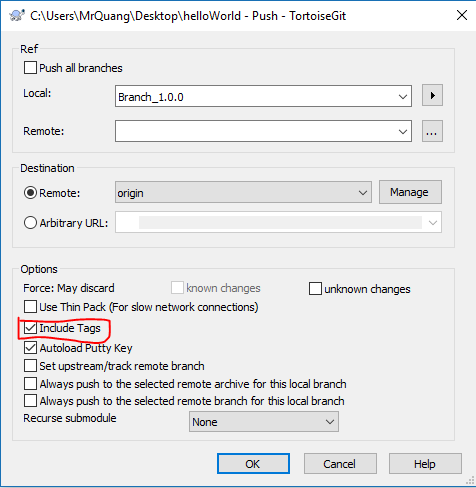 C:\Users\MrQuang\Desktop\helloWorld - Push - TortoiseGit
Ref
Push all branches
Local:
Branch_1.0.0
Remote:
...
Destination
Remote:
origin
Manage
Arbitrary URL:
Options
Force: May discard
known changes
unknown changes
Use Thin Pack (For slow network connections)
Include Tags
Autoload Putty Key
Set upstream/track remote branch
Always push to the selected remote archive for this local branch
Always push to the selected remote branch for this local branch
Recurse submodule
None
OK
Cancel
Help